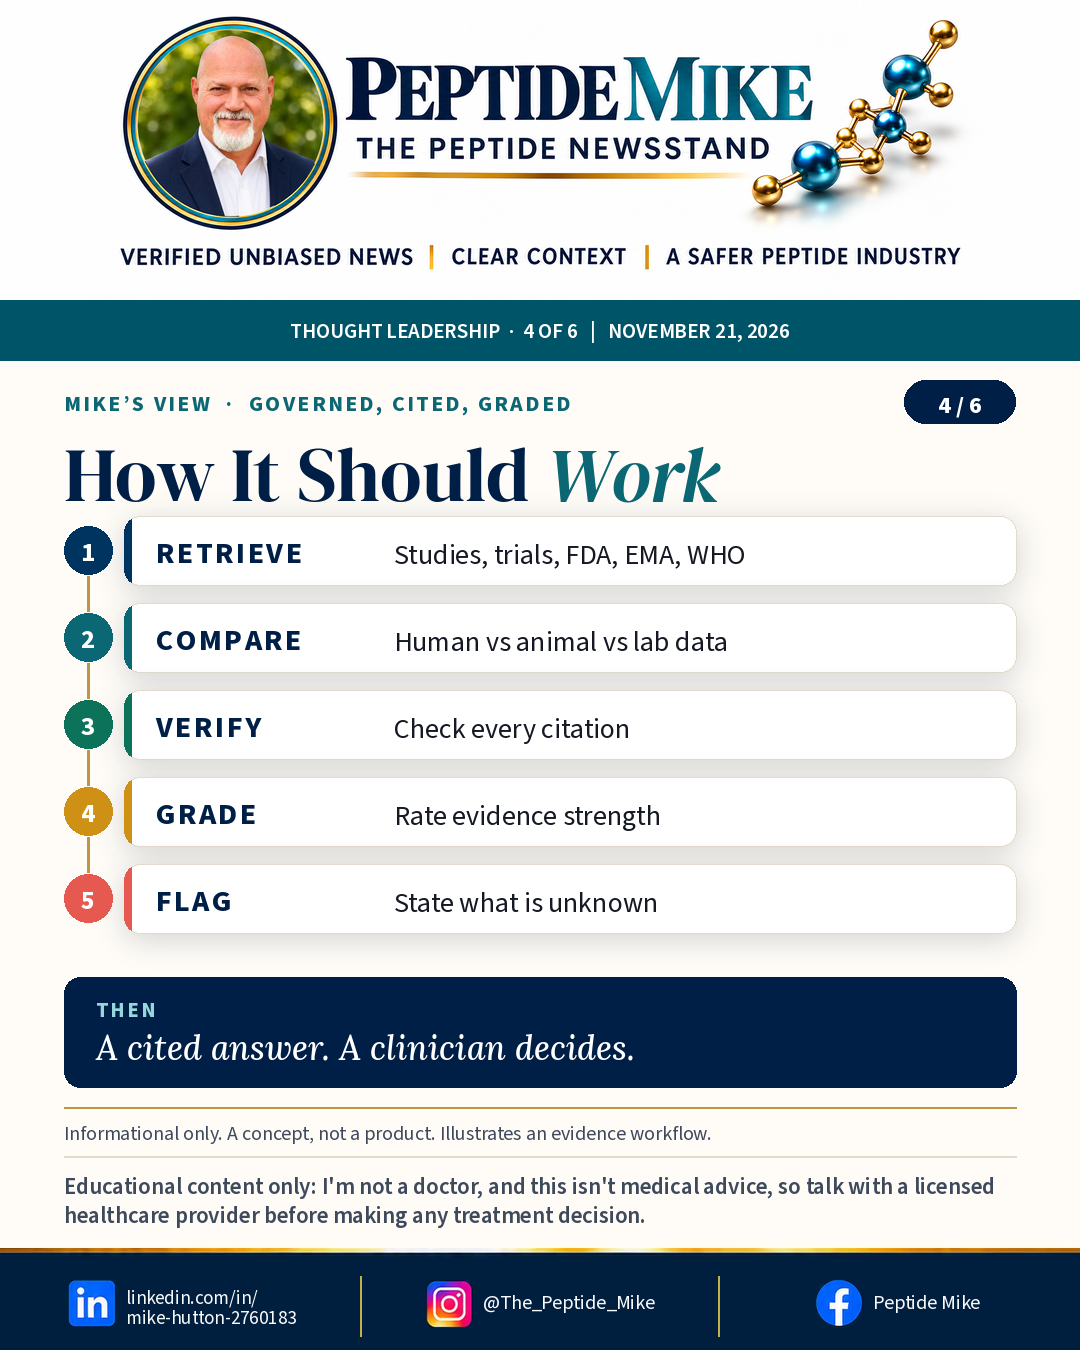 PEPTIDEMIKE
THE PEPTIDE NEWSSTAND
VERIFIED UNBIASED NEWS | CLEAR CONTEXT | A SAFER PEPTIDE INDUSTRY
THOUGHT LEADERSHIP · 4 OF 6 | NOVEMBER 21, 2026
MIKE’S VIEW · GOVERNED, CITED, GRADED
4 / 6
How It Should Work
1 RETRIEVE Studies, trials, FDA, EMA, WHO
2 COMPARE Human vs animal vs lab data
3 VERIFY Check every citation
4 GRADE Rate evidence strength
5 FLAG State what is unknown
THEN
A cited answer. A clinician decides.
Informational only. A concept, not a product. Illustrates an evidence workflow.
Educational content only: I'm not a doctor, and this isn't medical advice, so talk with a licensed
healthcare provider before making any treatment decision.
in linkedin.com/in/
mike-hutton-2760183
@The_Peptide_Mike
f Peptide Mike